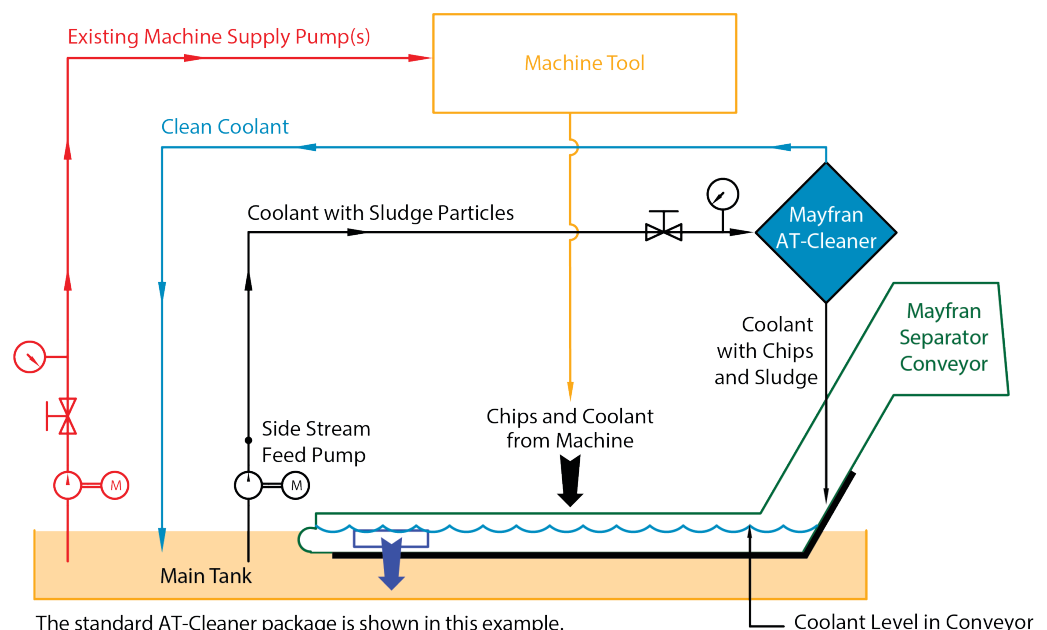 Existing Machine Supply Pump(s)
Machine Tool
Clean Coolant
Coolant with Sludge Particles
Mayfran
AT-Cleaner
Mayfran
Separator
Conveyor
Coolant
with Chips
and Sludge
Chips and Coolant
from Machine
Side Stream
Feed Pump
M
M
Main Tank
Coolant Level in Conveyor
The standard AT-Cleaner package is shown in this example.